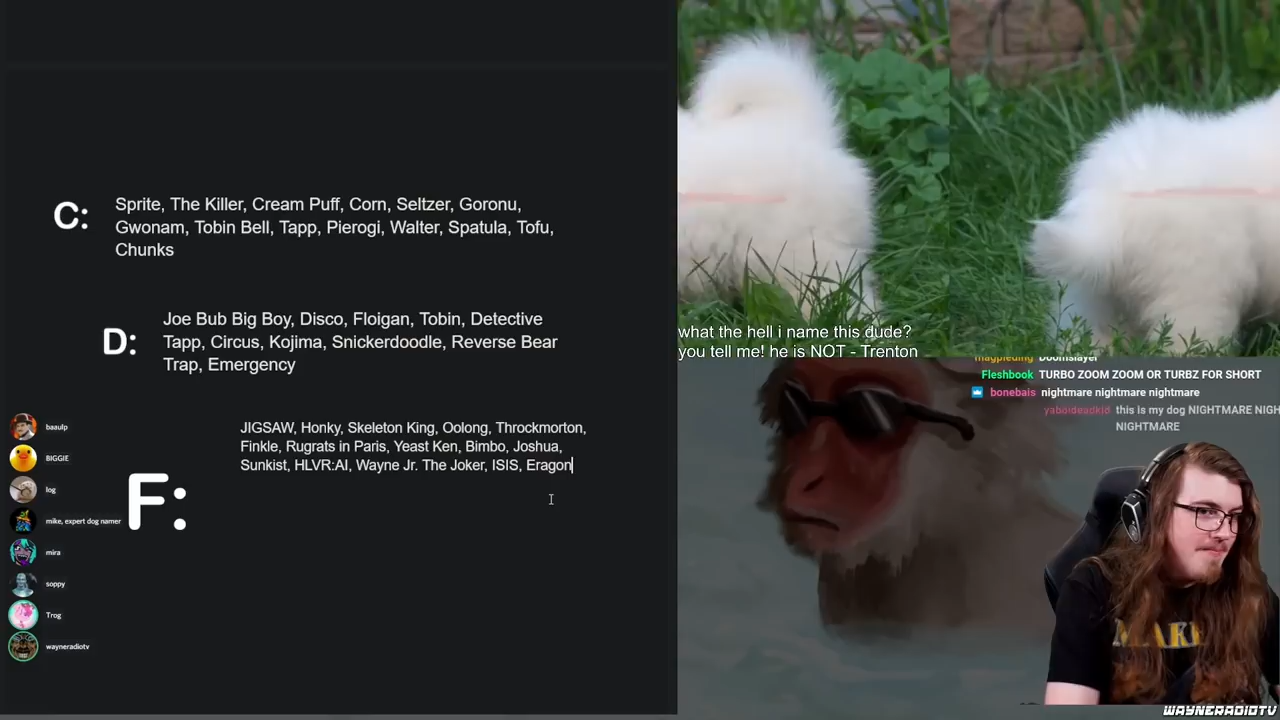 C:
Sprite, The Killer, Cream Puff, Corn, Seltzer, Goronu,
Gwonam, Tobin Bell, Tapp, Pierogi, Walter, Spatula, Tofu,
Chunks
D:
Joe Bub Big Boy, Disco, Floigan, Tobin, Detective
Tapp, Circus, Kojima, Snickerdoodle, Reverse Bear
Trap, Emergency
F:
JIGSAW, Honky, Skeleton King, Oolong, Throckmorton,
Finkle, Rugrats in Paris, Yeast Ken, Bimbo, Joshua,
Sunkist, HLVR:AI, Wayne Jr. The Joker, ISIS, Eragon
baaulp
BIGGIE
log
mike, expert dog namer
mira
soppy
Trog
wayneradiotv
what the hell i name this dude?
you tell me! he is NOT - Trenton
magpieding Doomslayer
Fleshbook TURBO ZOOM ZOOM OR TURBZ FOR SHORT
bonebais nightmare nightmare nightmare
yaboideadkid this is my dog NIGHTMARE NIGH
NIGHTMARE
WAYNERADIOTV